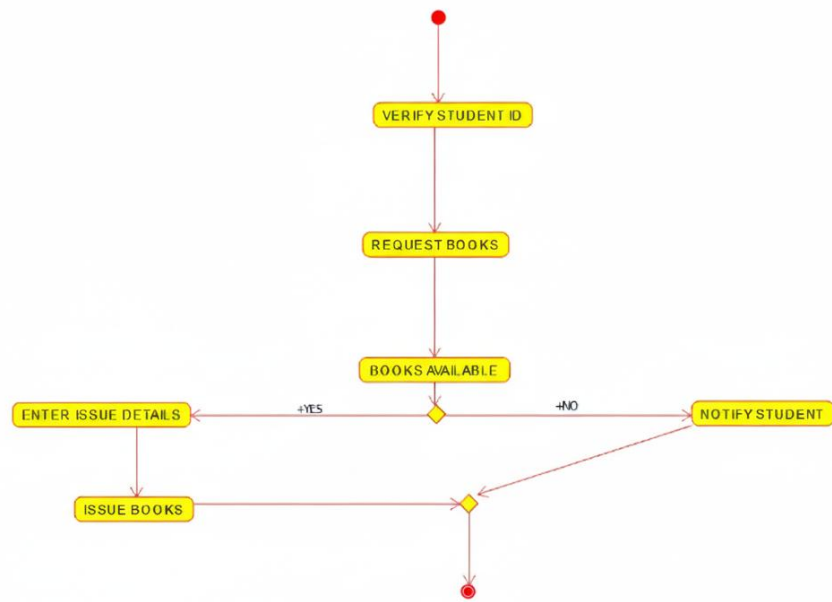 VERIFY STUDENT ID
REQUEST BOOKS
BOOKS AVAILABLE
ENTER ISSUE DETAILS
+YES
+NO
NOTIFY STUDENT
ISSUE BOOKS